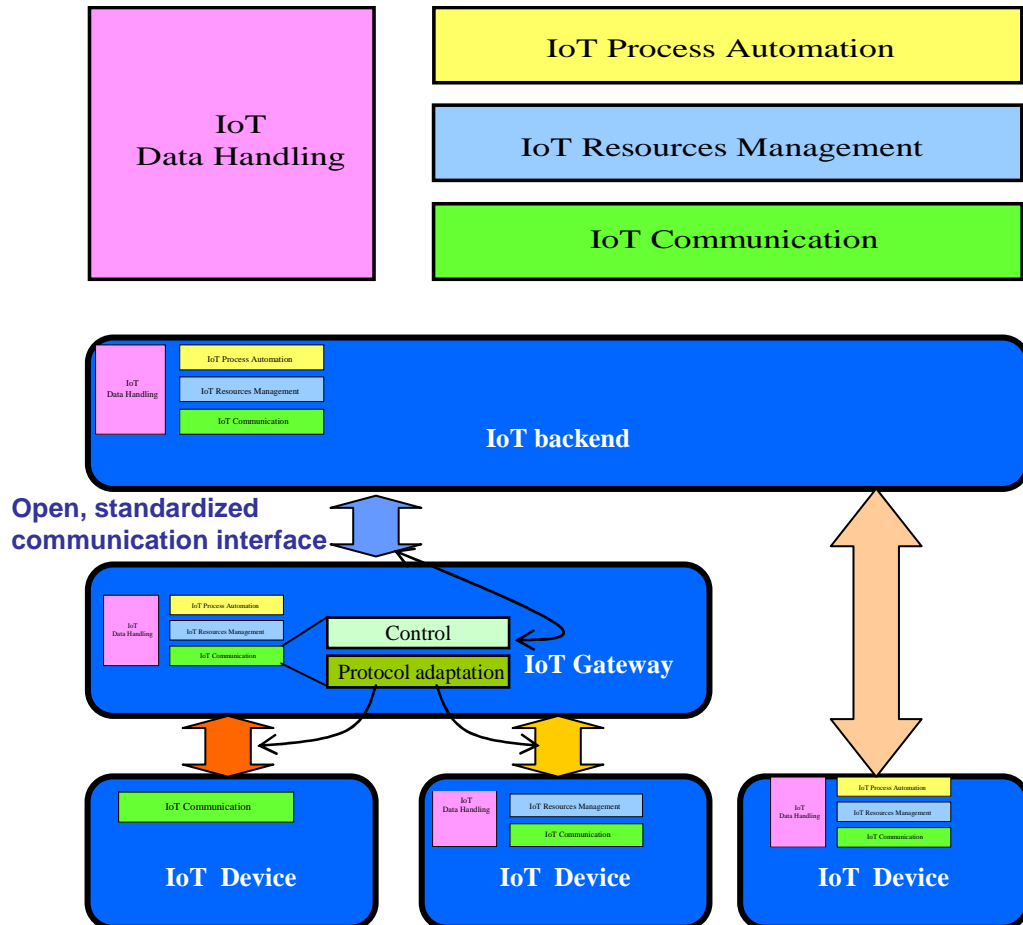 IoT
Data Handling
IoT Process Automation
IoT Resources Management
IoT Communication
IoT
Data Handling
IoT Process Automation
IoT Resources Management
IoT Communication
IoT backend
Open, standardized
communication interface
IoT
Data Handling
IoT Process Automation
IoT Resources Management
IoT Communication
Control
Protocol adaptation
IoT Gateway
IoT Communication
IoT Device
IoT
Data Handling
IoT Resources Management
IoT Communication
IoT Device
IoT
Data Handling
IoT Process Automation
IoT Resources Management
IoT Communication
IoT Device